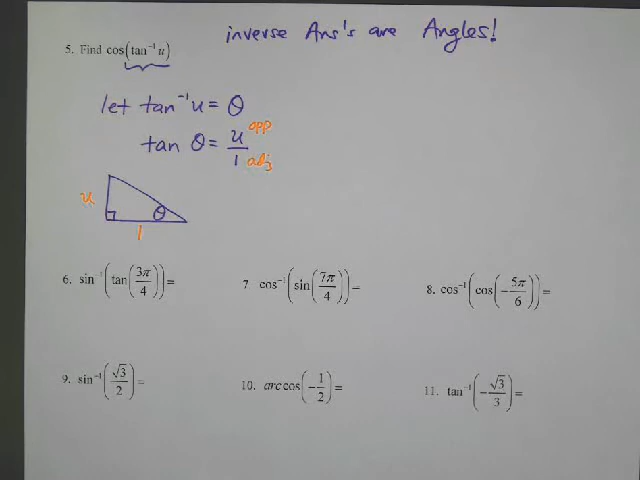 inverse Ans's are Angles!
5. Find cos(tan⁻¹ u)
let tan⁻¹ u = θ
tan θ = u/1 opp adj
u
θ
1
6. sin⁻¹(tan(3π/4)) =
7 cos⁻¹(sin(7π/4)) =
8. cos⁻¹(cos(-5π/6)) =
9. sin⁻¹(√3/2) =
10. arccos(-1/2) =
11. tan⁻¹(-√3/3) =